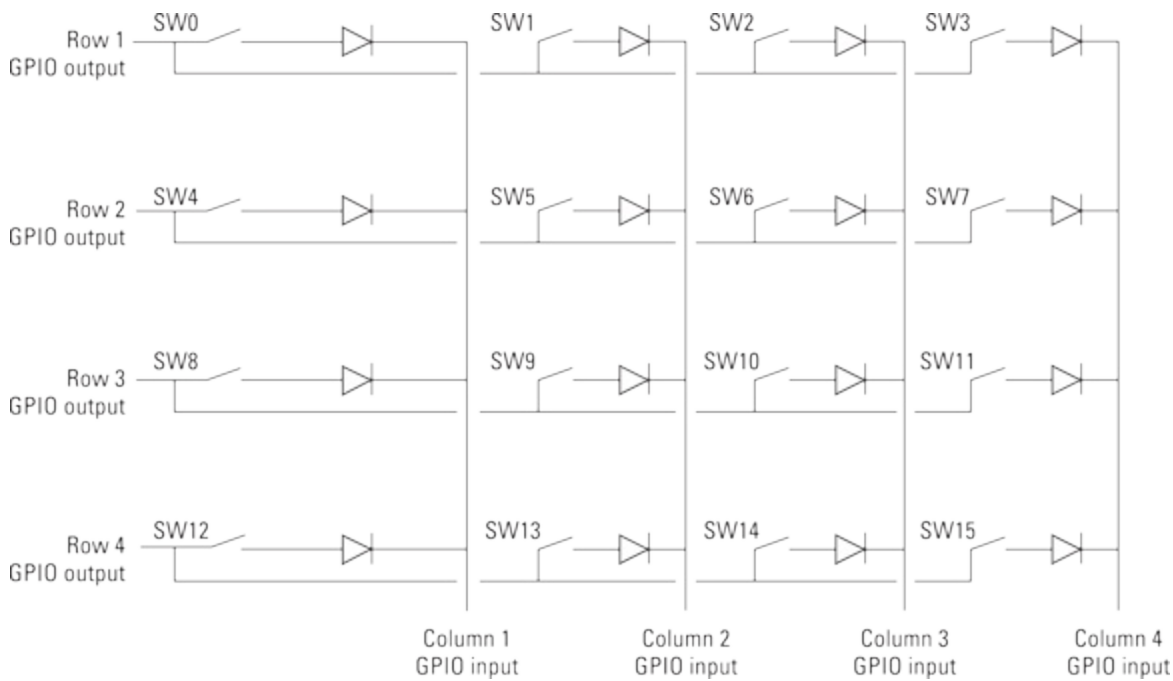 SW0 SW1 SW2 SW3
Row 1
GPIO output
SW4 SW5 SW6 SW7
Row 2
GPIO output
SW8 SW9 SW10 SW11
Row 3
GPIO output
SW12 SW13 SW14 SW15
Row 4
GPIO output
Column 1 Column 2 Column 3 Column 4
GPIO input GPIO input GPIO input GPIO input